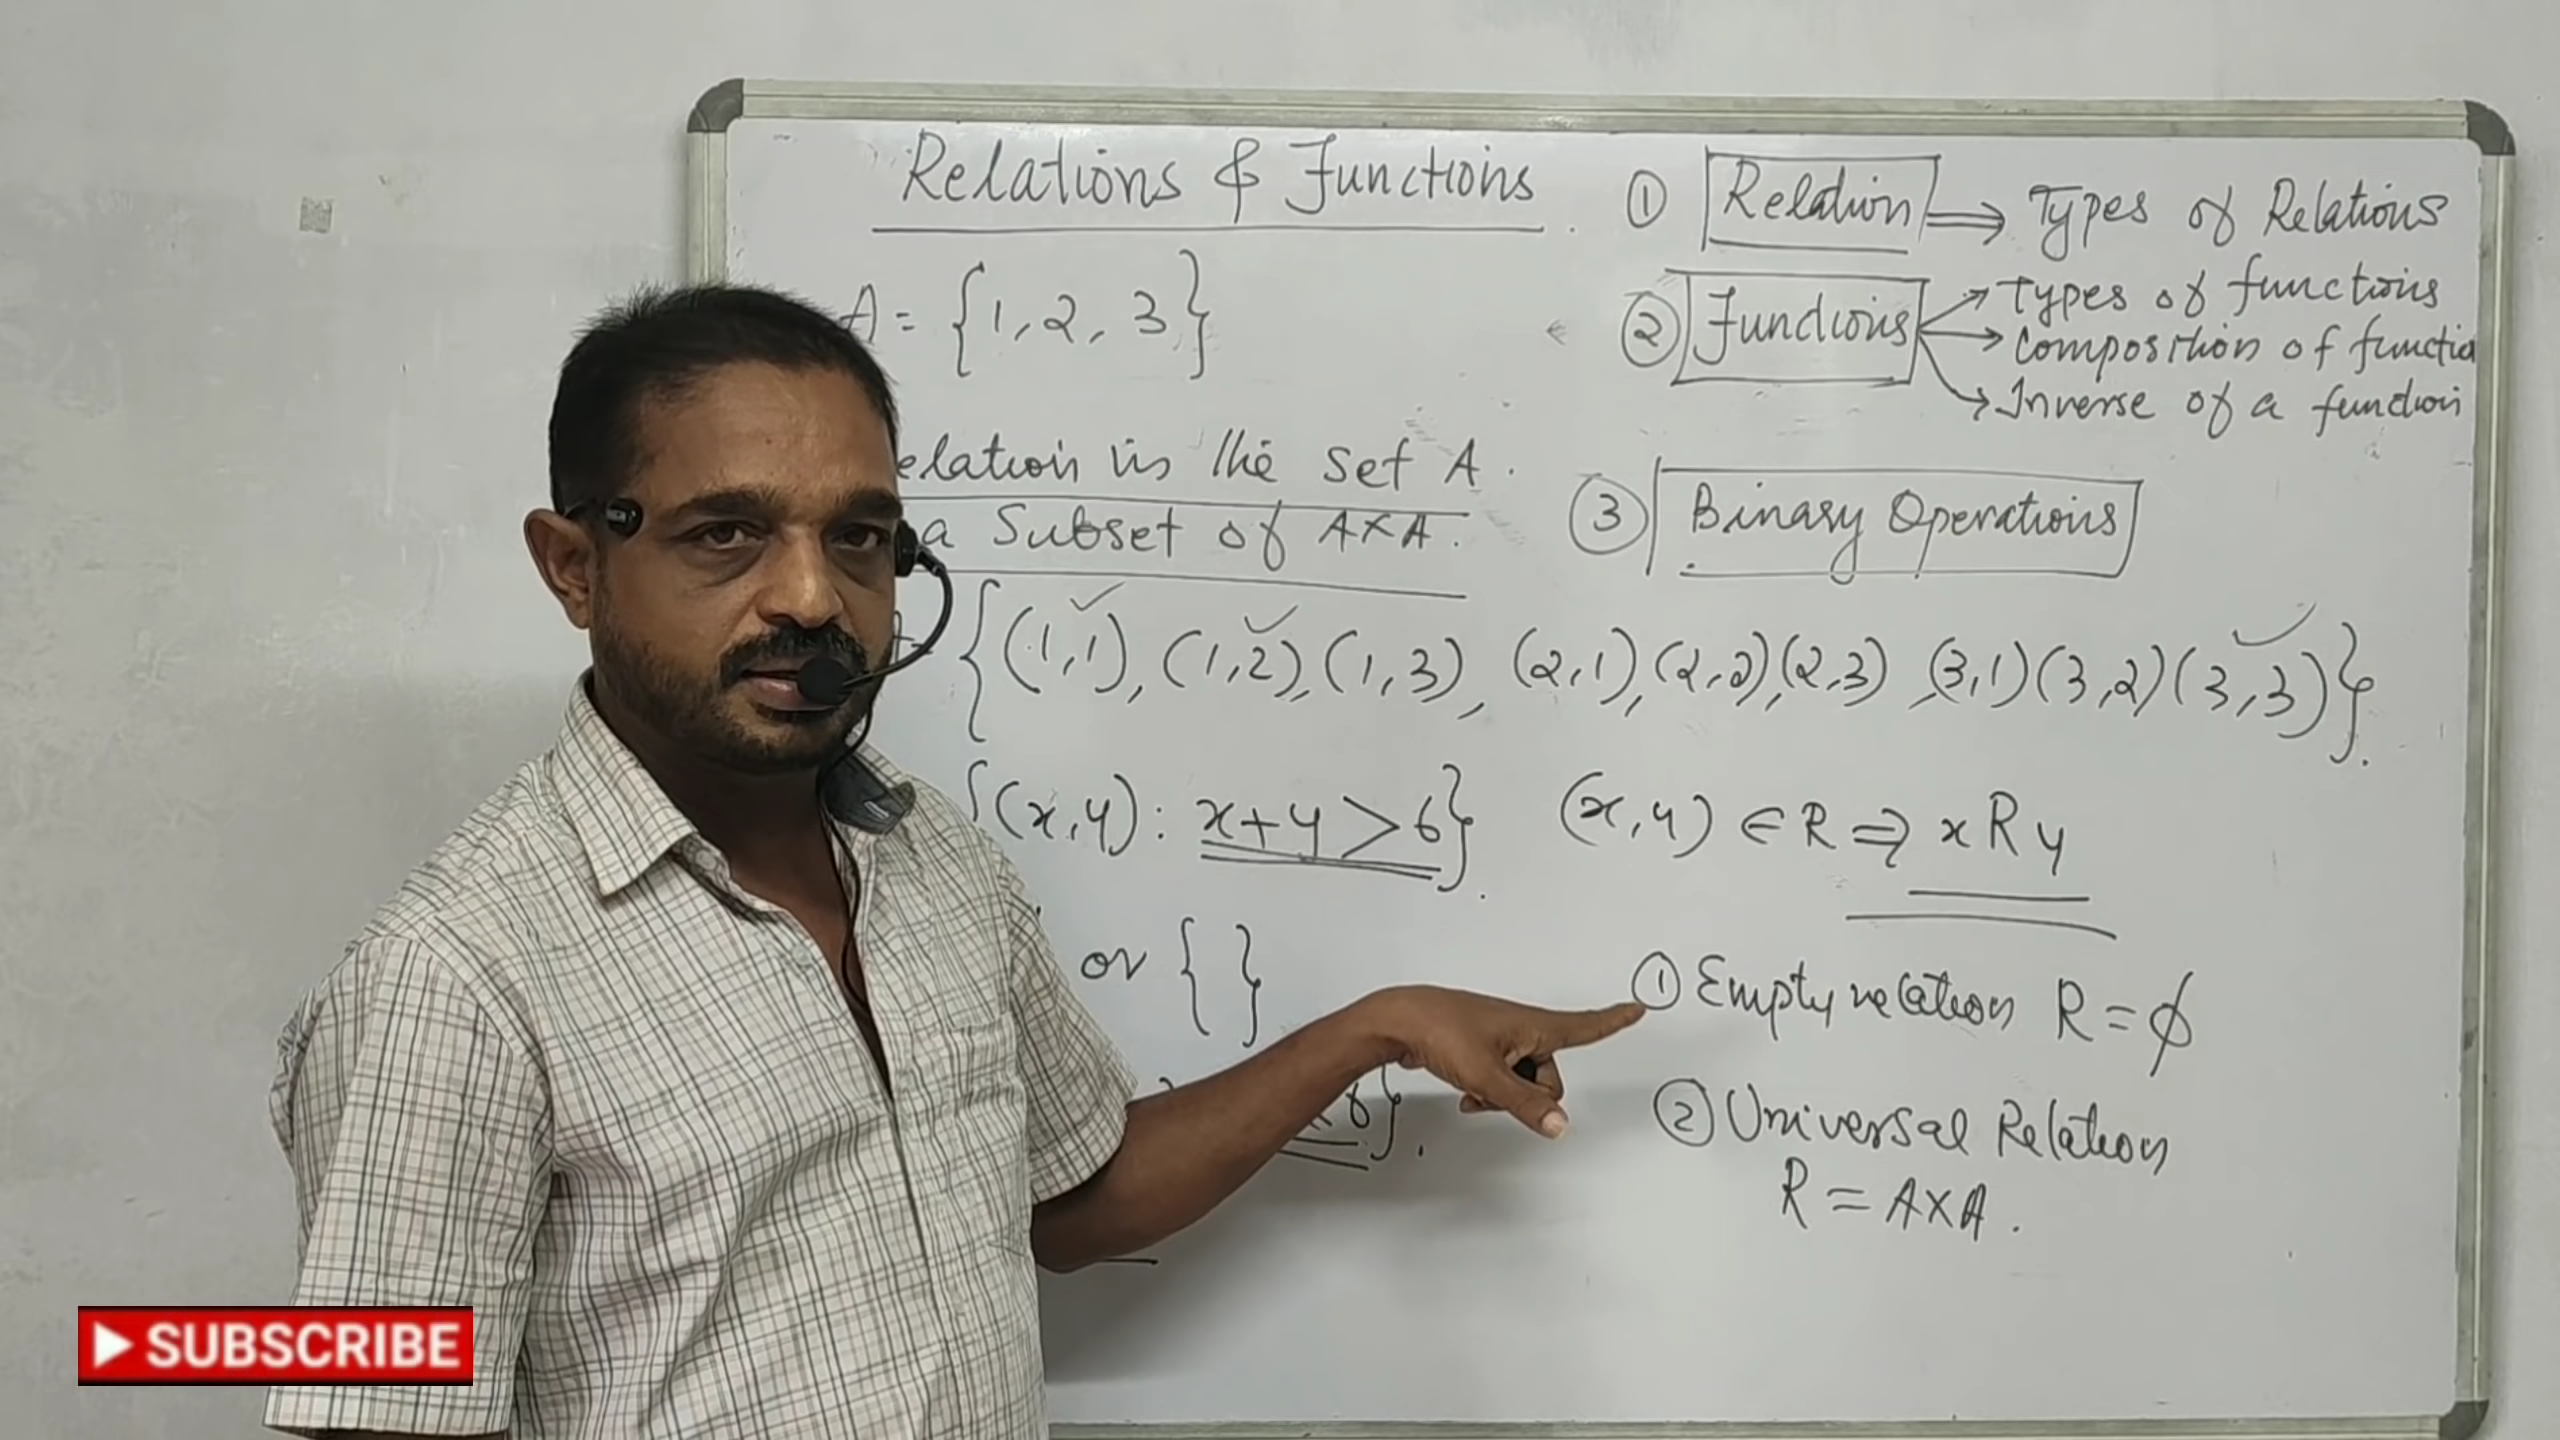 Relations & Functions
A = {1, 2, 3}
elation in the set A.
a Subset of A×A.
= {(1,1), (1,2), (1,3), (2,1), (2,2), (2,3), (3,1) (3,2) (3,3)}.
{(x,y): x+y>6}.
or { }
6}.
① Relation ⇒ Types of Relations
② Functions → Types of functions
→ Composition of functio
→ Inverse of a function
③ Binary Operations
(x,y) ∈ R ⇒ x R y
① Empty relation R = ϕ
② Universal Relation
R = A×A.
SUBSCRIBE